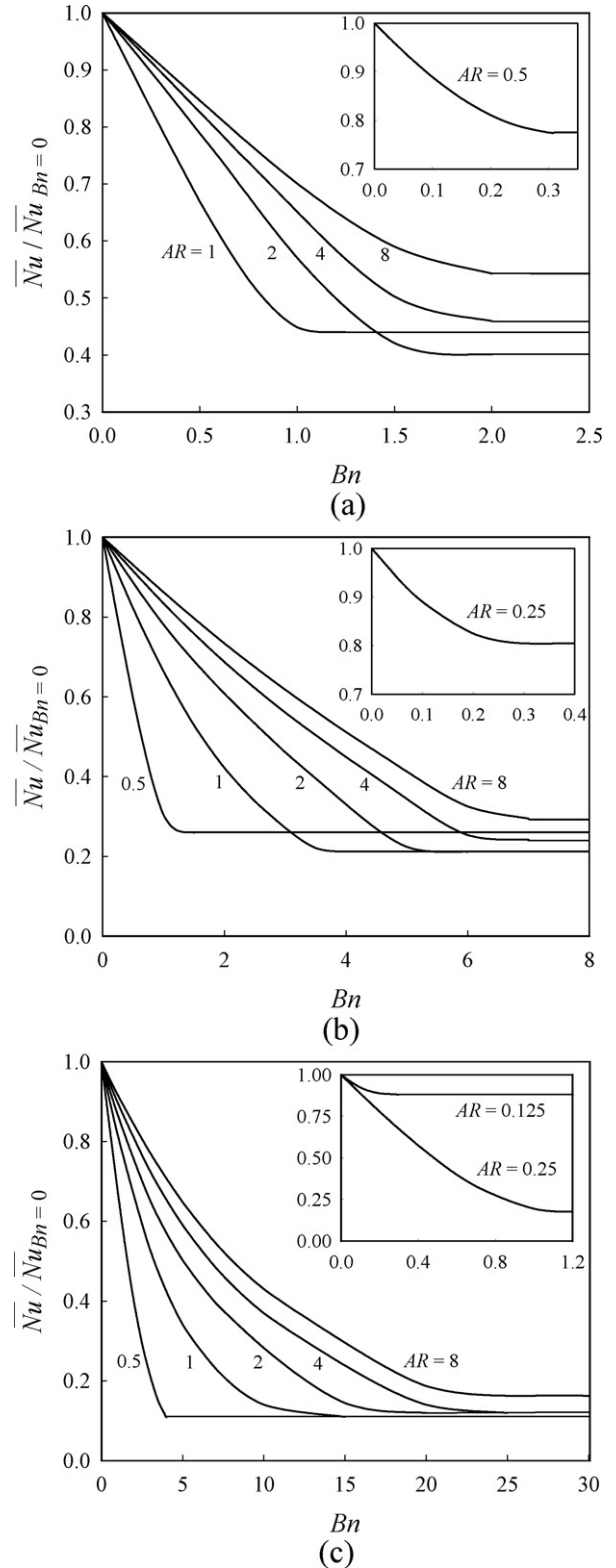 1.0
0.9
0.8
0.7
0.6
0.5
0.4
0.3
Nu / Nu Bn = 0
0.0 0.5 1.0 1.5 2.0 2.5
Bn
AR = 1
2
4
8
1.0
0.9
0.8
0.7
0.0 0.1 0.2 0.3
AR = 0.5
(a)
1.0
0.8
0.6
0.4
0.2
0.0
Nu / Nu Bn = 0
0 2 4 6 8
Bn
0.5
1
2
4
AR = 8
1.0
0.9
0.8
0.7
0.0 0.1 0.2 0.3 0.4
AR = 0.25
(b)
1.0
0.8
0.6
0.4
0.2
0.0
Nu / Nu Bn = 0
0 5 10 15 20 25 30
Bn
0.5
1
2
4
AR = 8
1.00
0.75
0.50
0.25
0.00
0.0 0.4 0.8 1.2
AR = 0.125
AR = 0.25
(c)